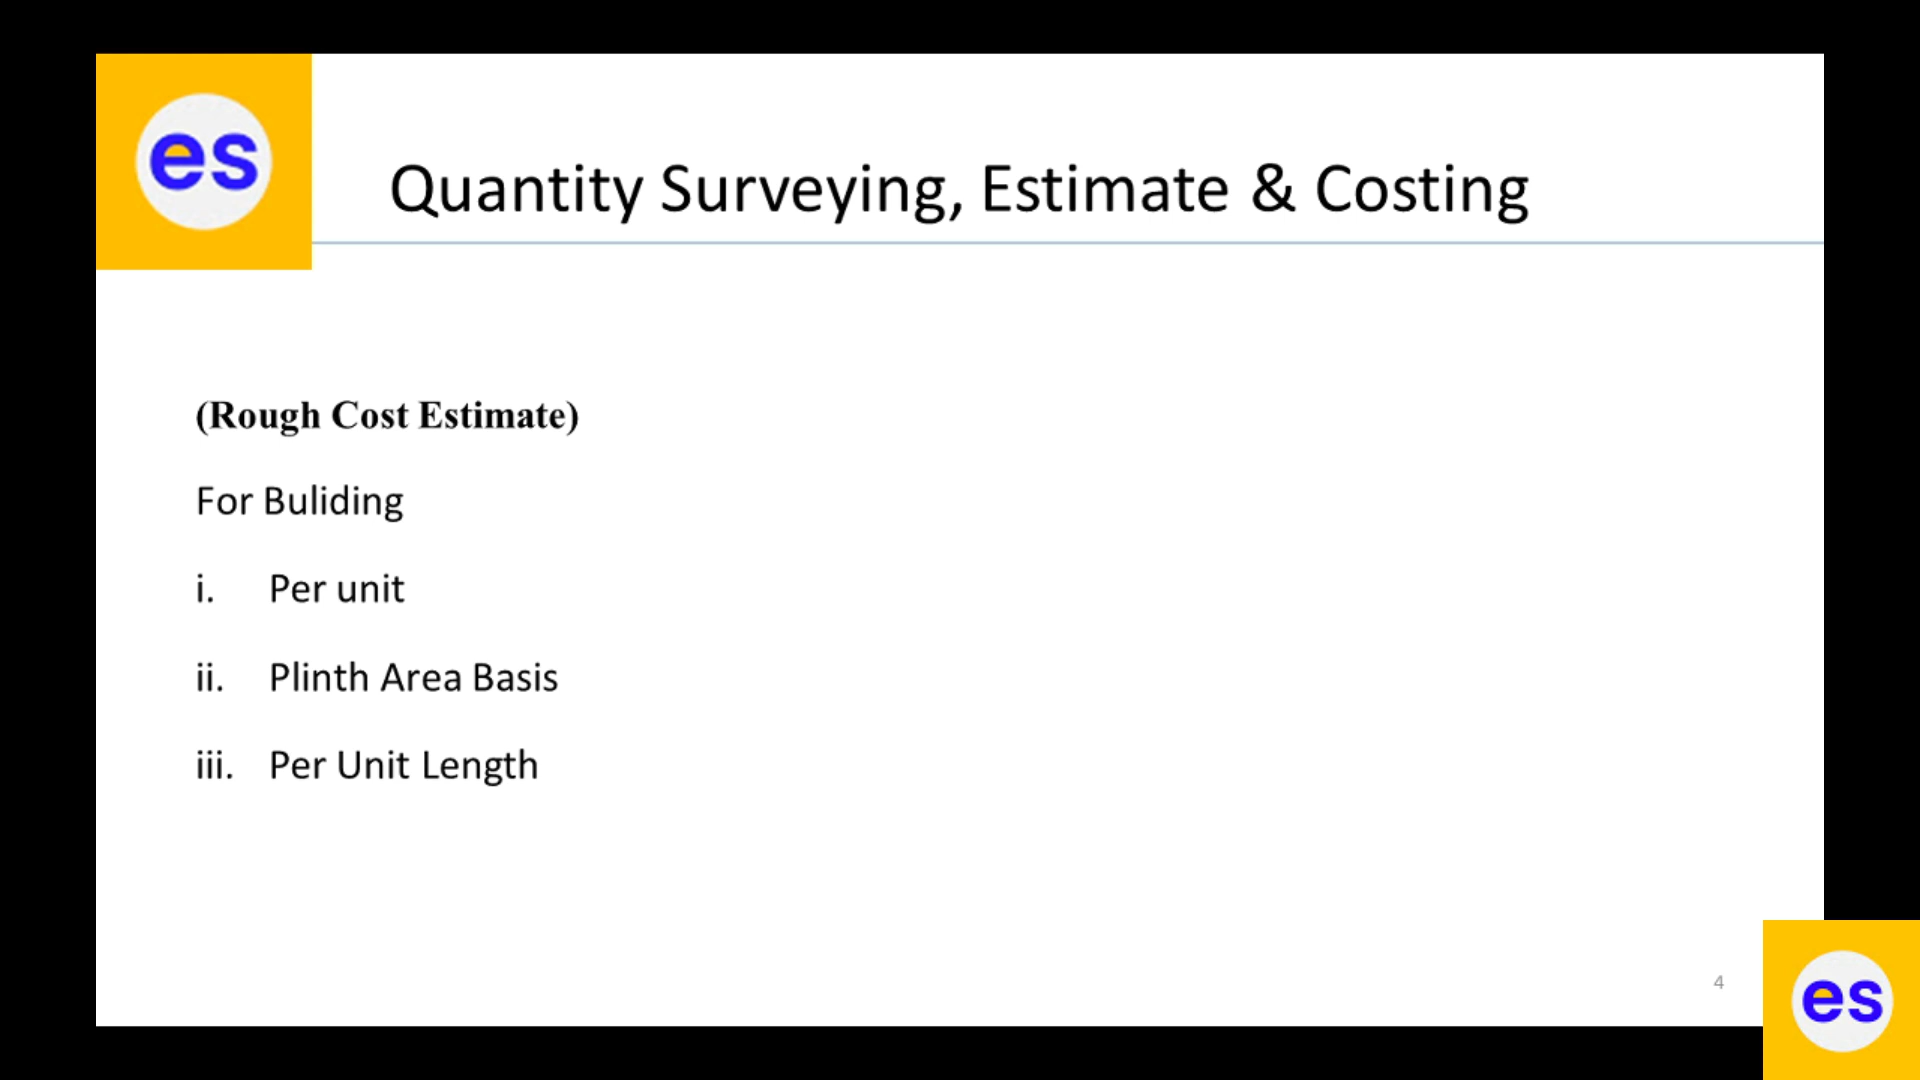 es
Quantity Surveying, Estimate & Costing
(Rough Cost Estimate)
For Buliding
i. Per unit
ii. Plinth Area Basis
iii. Per Unit Length
4
es